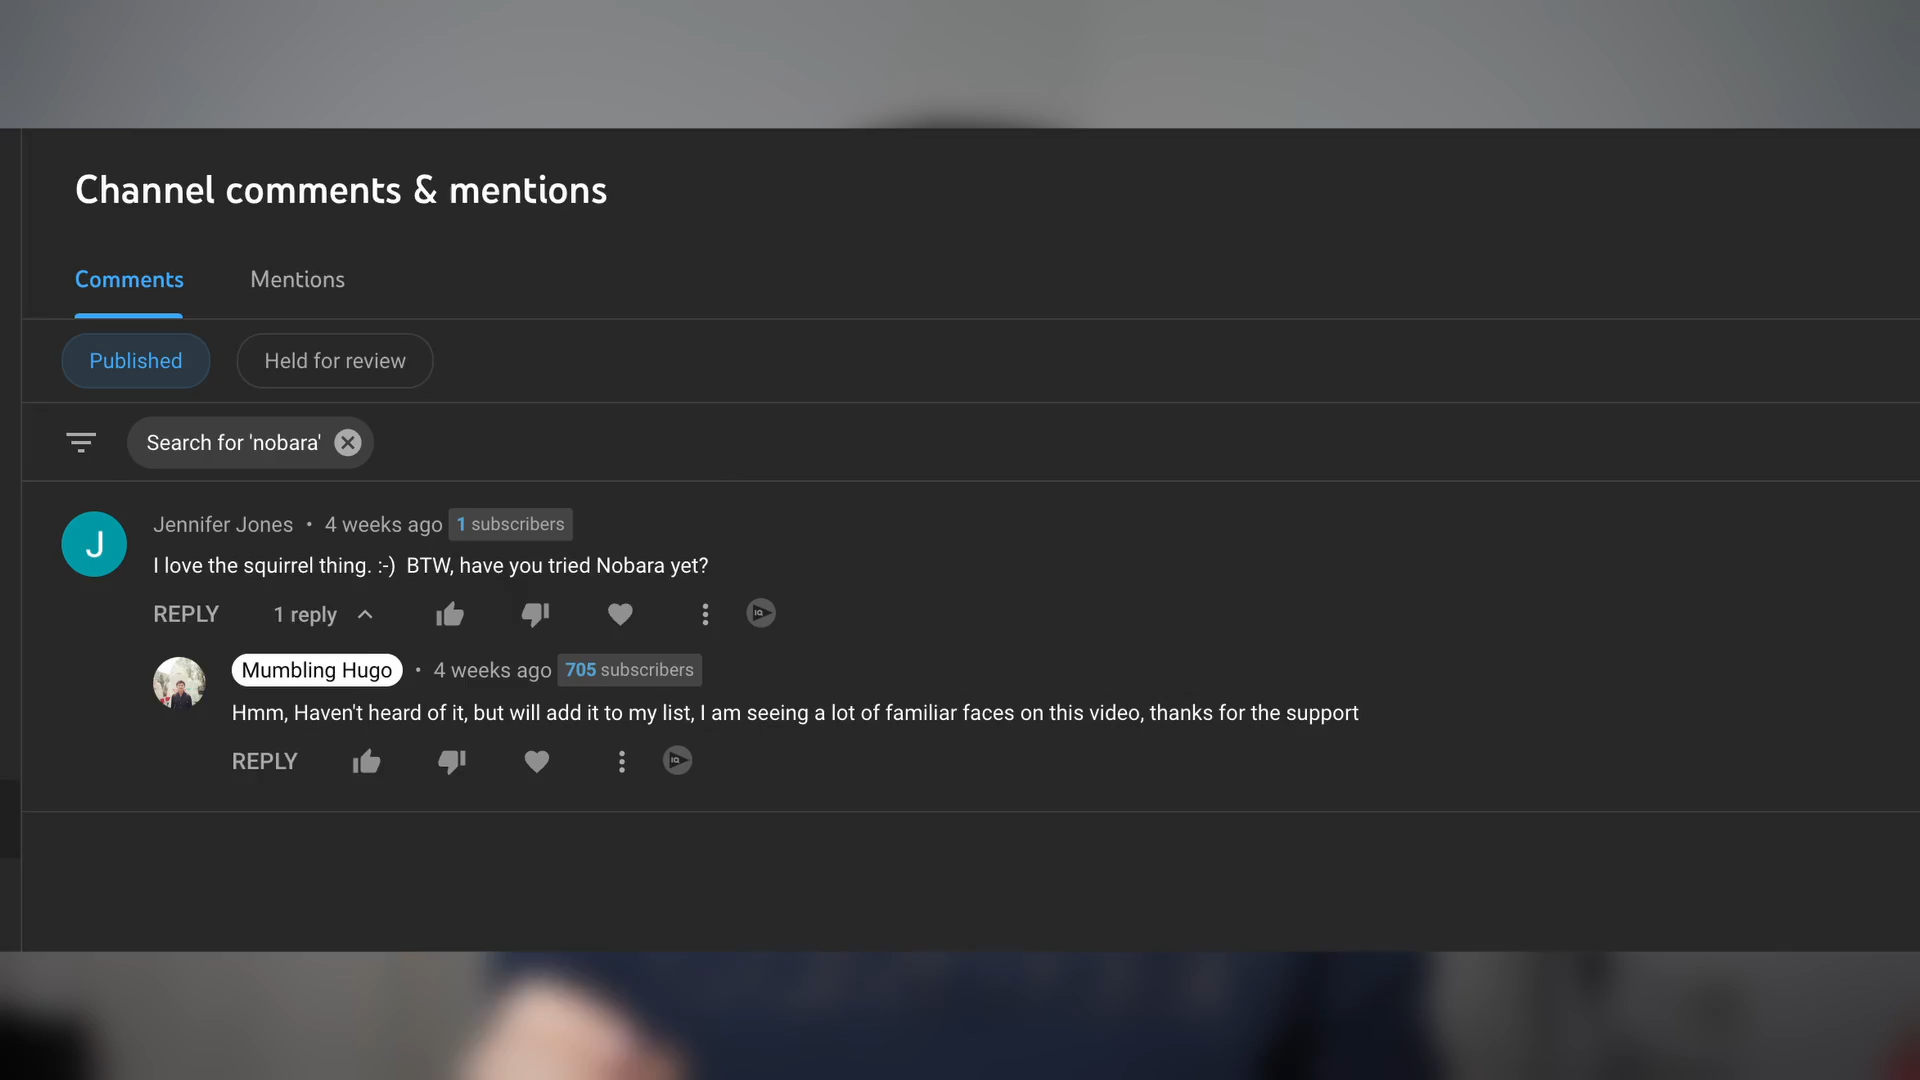 Channel comments & mentions
Comments Mentions
Published Held for review
Search for 'nobara'
J
Jennifer Jones • 4 weeks ago 1 subscribers
I love the squirrel thing. :-)  BTW, have you tried Nobara yet?
REPLY 1 reply
IQ
Mumbling Hugo • 4 weeks ago 705 subscribers
Hmm, Haven't heard of it, but will add it to my list, I am seeing a lot of familiar faces on this video, thanks for the support
REPLY
IQ